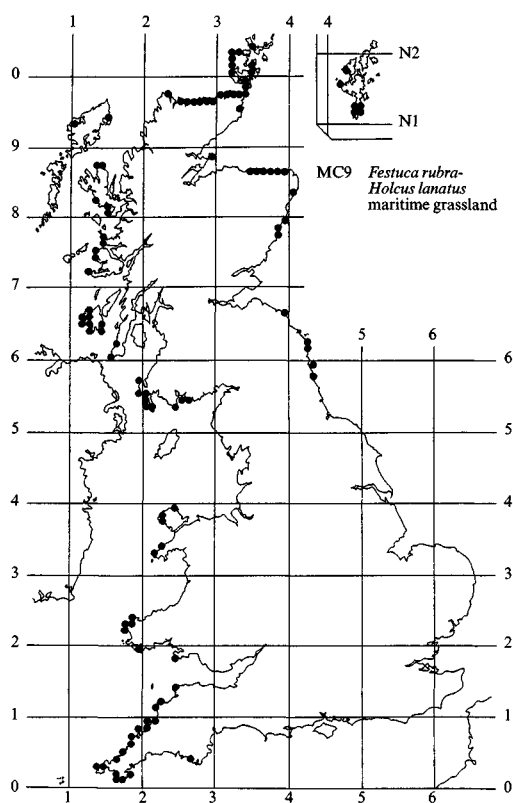 4
N2
N1
1 2 3 4
0
9
MC9 Festuca rubra-
Holcus lanatus
maritime grassland
8
7
5 6
6 6
5 5
4 4
3 3
2 2
1 1
0 0
1 2 3 4 5 6